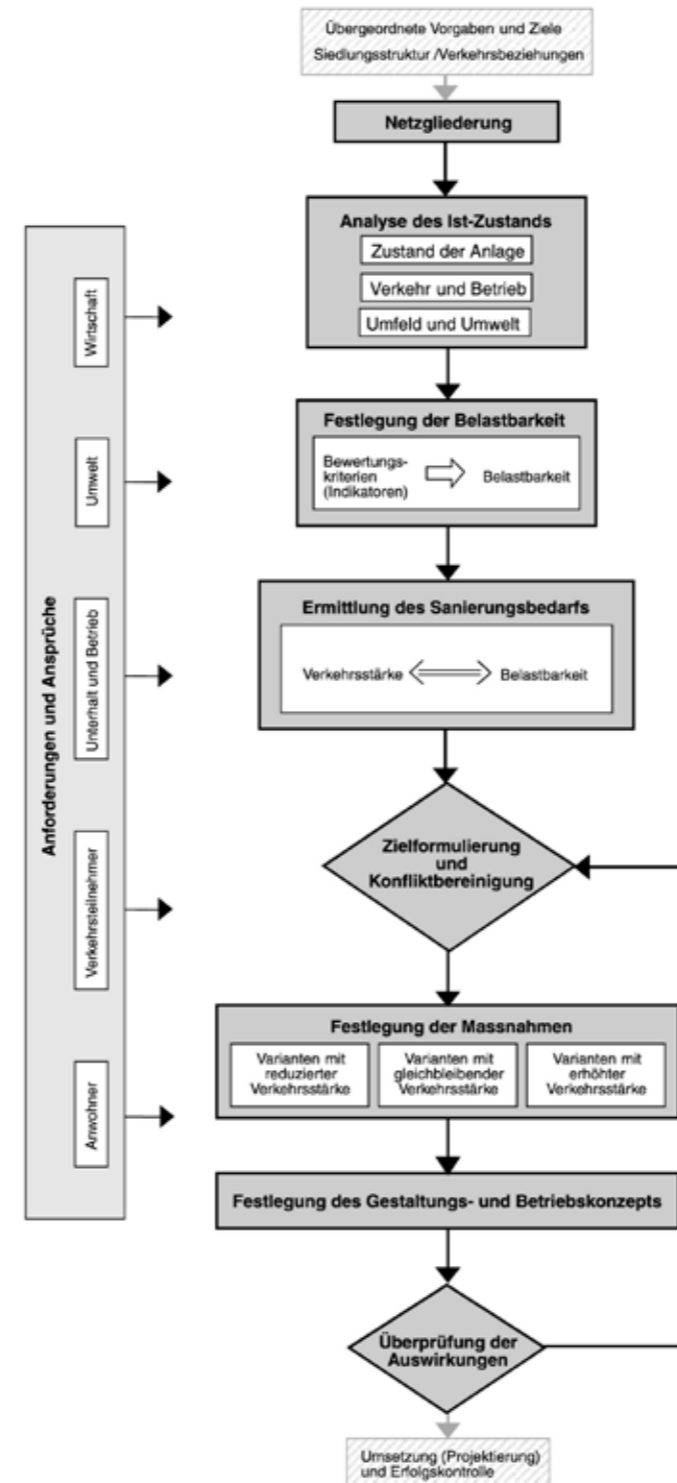 Übergeordnete Vorgaben und Ziele
Siedlungsstruktur /Verkehrsbeziehungen
Netzgliederung
Analyse des Ist-Zustands
Zustand der Anlage
Verkehr und Betrieb
Umfeld und Umwelt
Festlegung der Belastbarkeit
Bewertungs-
kriterien
(Indikatoren)
Belastbarkeit
Ermittlung des Sanierungsbedarfs
Verkehrsstärke
Belastbarkeit
Zielformulierung
und
Konfliktbereinigung
Festlegung der Massnahmen
Varianten mit
reduzierter
Verkehrsstärke
Varianten mit
gleichbleibender
Verkehrsstärke
Varianten mit
erhöhter
Verkehrsstärke
Festlegung des Gestaltungs- und Betriebskonzepts
Überprüfung der
Auswirkungen
Umsetzung (Projektierung)
und Erfolgskontrolle
Anforderungen und Ansprüche
Wirtschaft
Umwelt
Unterhalt und Betrieb
Verkehrsteilnehmer
Anwohner